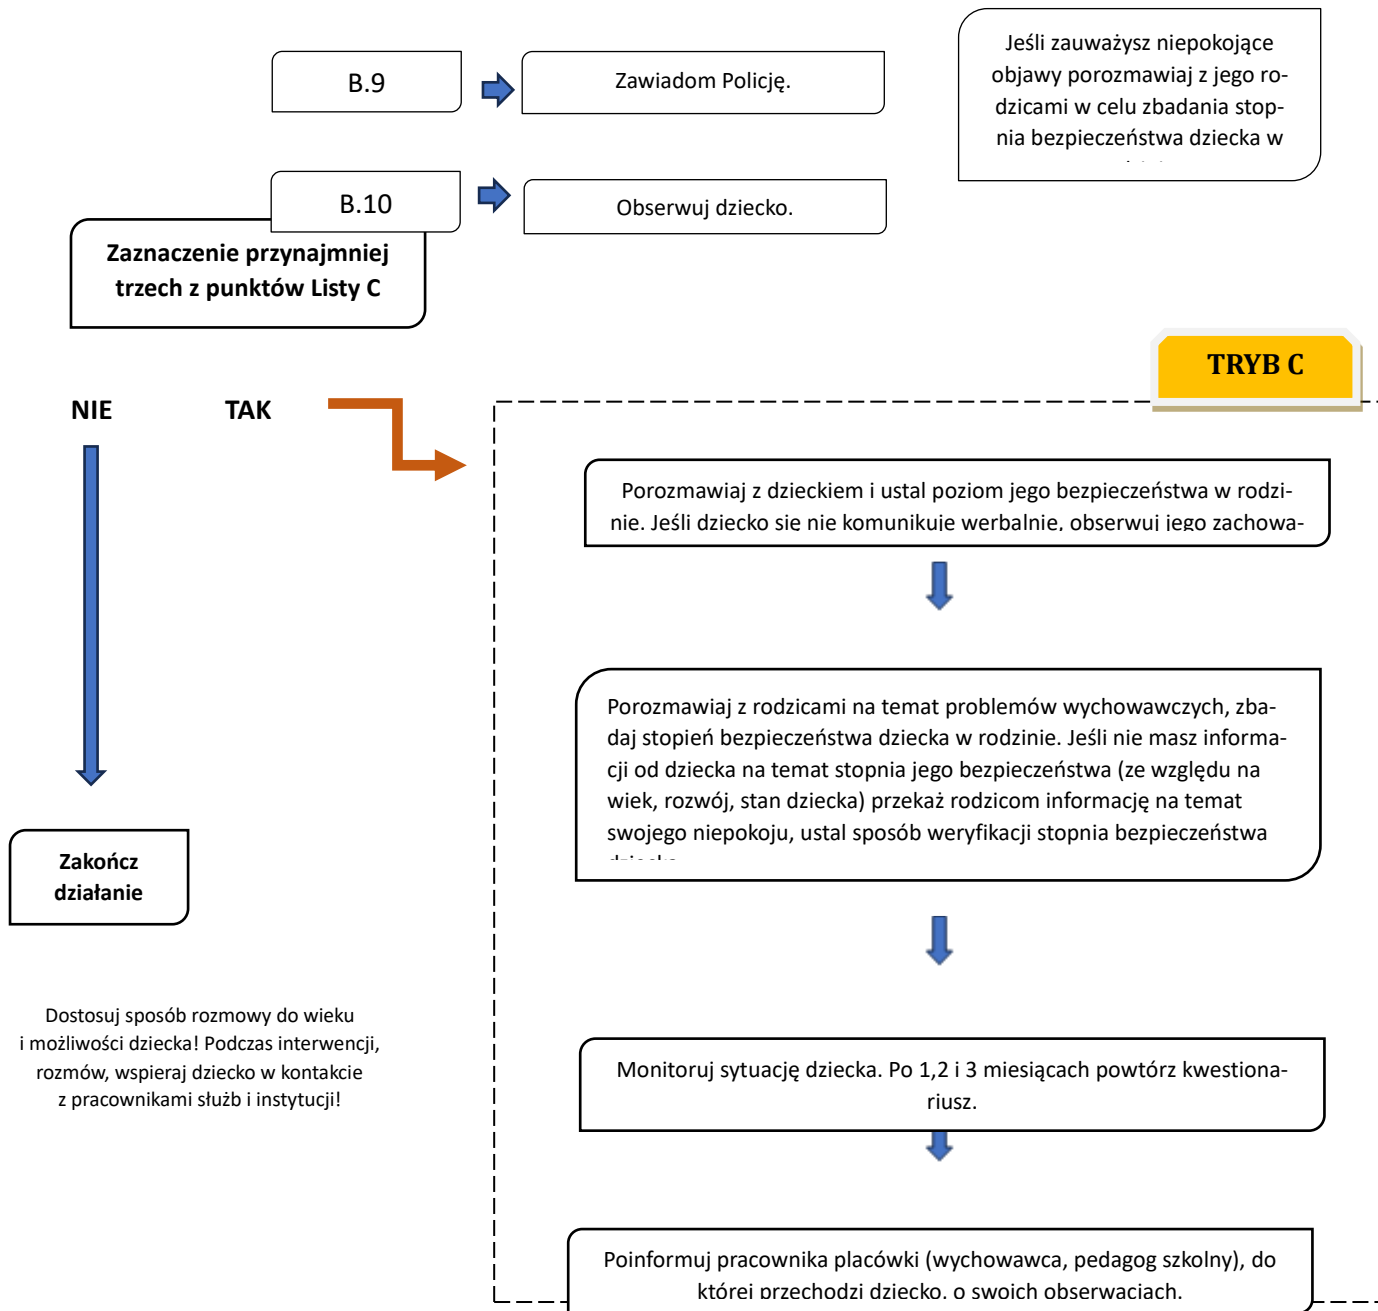 B.9
Zawiadom Policję.
Jeśli zauważysz niepokojące
objawy porozmawiaj z jego ro-
dzicami w celu zbadania stop-
nia bezpieczeństwa dziecka w
B.10
Obserwuj dziecko.
Zaznaczenie przynajmniej
trzech z punktów Listy C
TRYB C
NIE
TAK
Porozmawiaj z dzieckiem i ustal poziom jego bezpieczeństwa w rodzi-
nie. Jeśli dziecko się nie komunikuje werbalnie, obserwuj jego zachowa-
Porozmawiaj z rodzicami na temat problemów wychowawczych, zba-
daj stopień bezpieczeństwa dziecka w rodzinie. Jeśli nie masz informa-
cji od dziecka na temat stopnia jego bezpieczeństwa (ze względu na
wiek, rozwój, stan dziecka) przekaż rodzicom informację na temat
swojego niepokoju, ustal sposób weryfikacji stopnia bezpieczeństwa
Zakończ
działanie
Dostosuj sposób rozmowy do wieku
i możliwości dziecka! Podczas interwencji,
rozmów, wspieraj dziecko w kontakcie
z pracownikami służb i instytucji!
Monitoruj sytuację dziecka. Po 1,2 i 3 miesiącach powtórz kwestiona-
riusz.
Poinformuj pracownika placówki (wychowawca, pedagog szkolny), do
której przechodzi dziecko, o swoich obserwacjach.